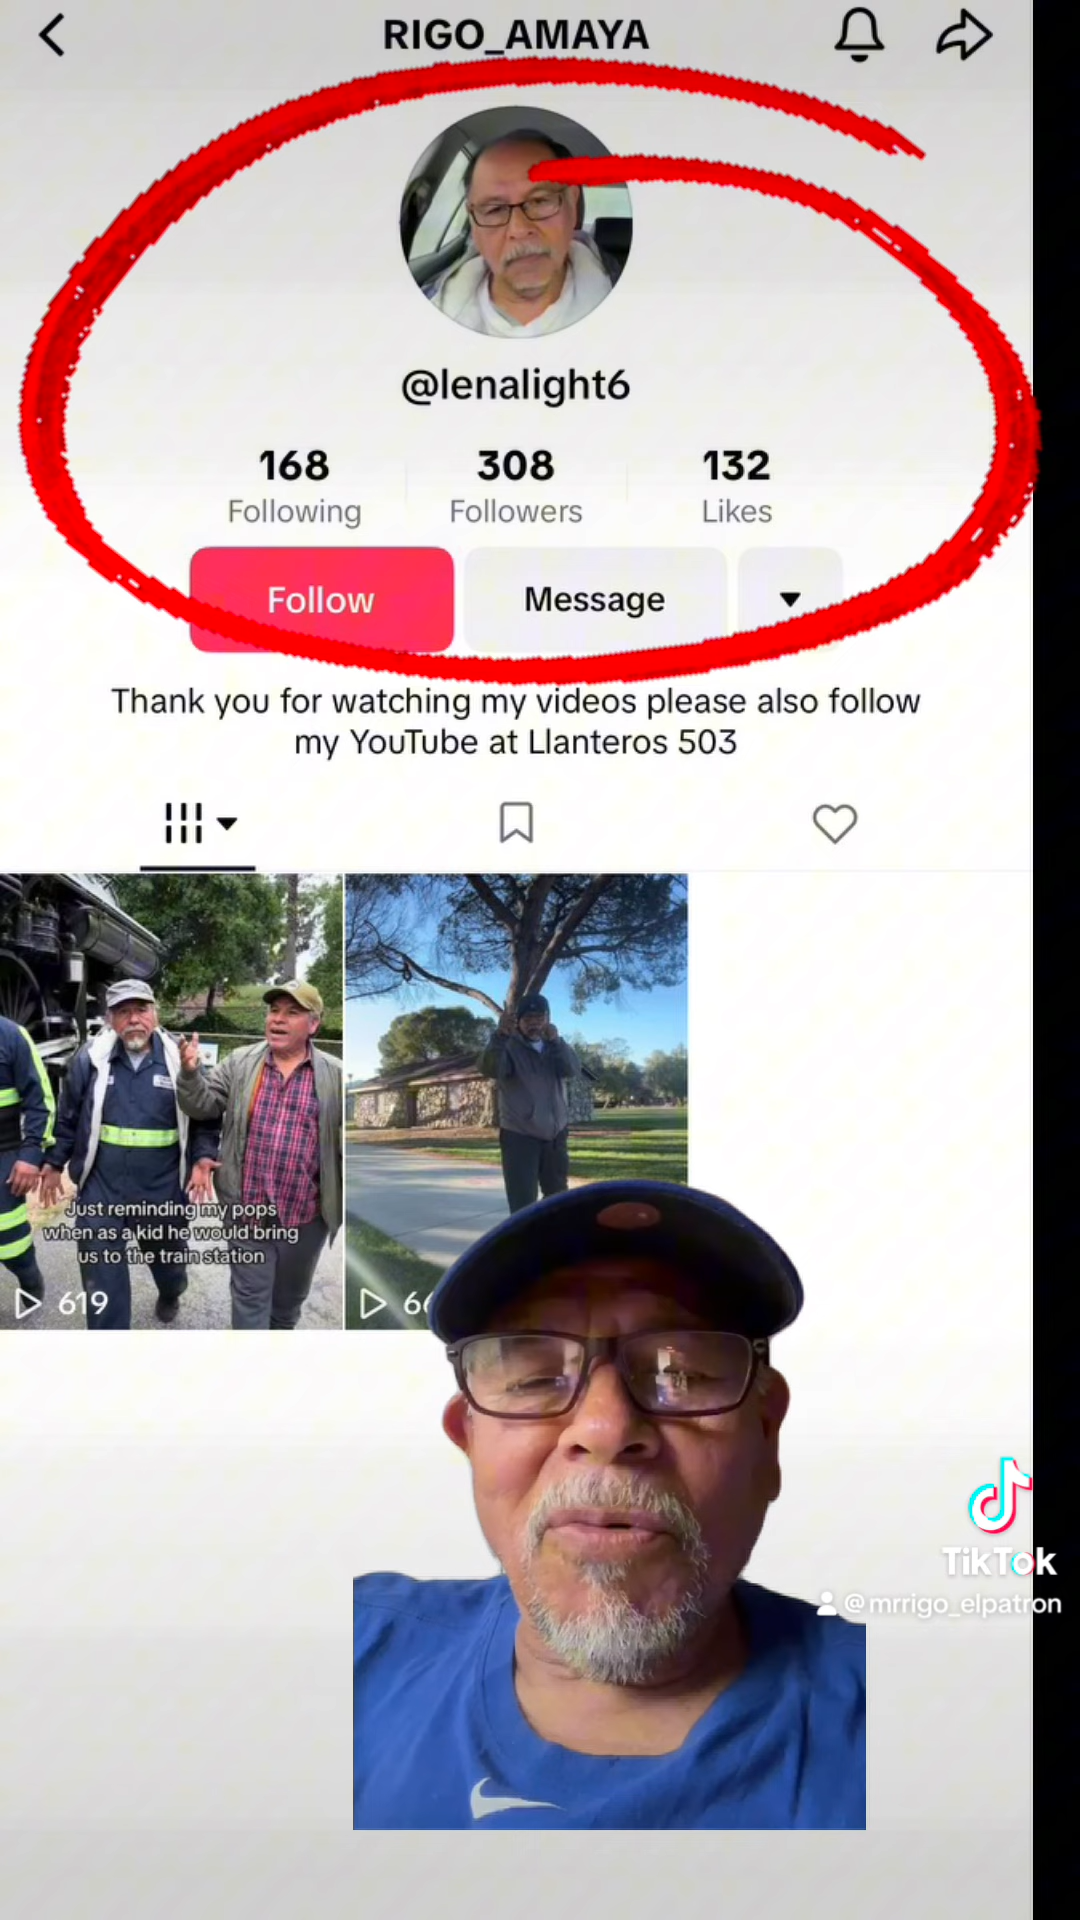 RIGO_AMAYA
@lenalight6
168
Following
308
Followers
132
Likes
Follow
Message
Thank you for watching my videos please also follow
my YouTube at Llanteros 503
Just reminding my pops
when as a kid he would bring
us to the train station
619
TikTok
@mrrigo_elpatron